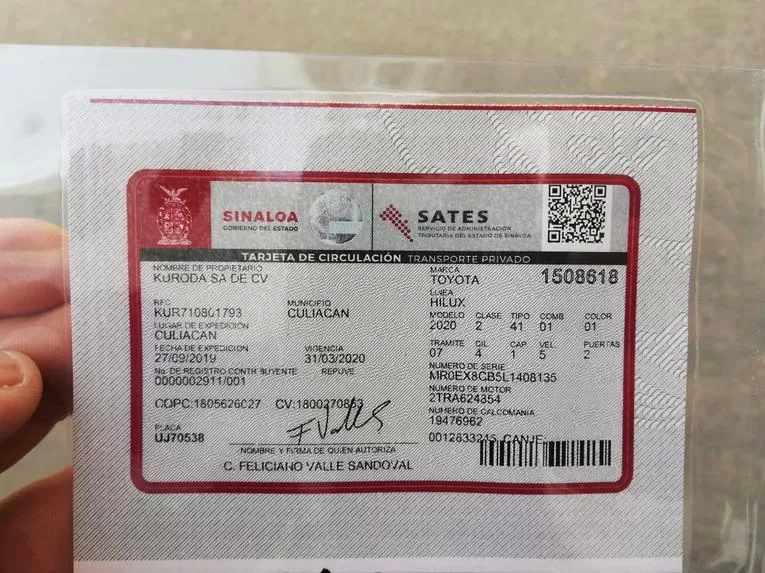 SINALOA
GOBIERNO DEL ESTADO
SATES
SERVICIO DE ADMINISTRACIÓN
TRIBUTARIA DEL ESTADO DE SINALOA
TARJETA DE CIRCULACIÓN TRANSPORTE PRIVADO
NOMBRE DE PROPIETARIO
KURODA SA DE CV
RFC MUNICIPIO
KUR710801793 CULIACAN
LUGAR DE EXPEDICIÓN
CULIACAN
FECHA DE EXPEDICION VIGENCIA
27/09/2019 31/03/2020
No. DE REGISTRO CONTRIBUYENTE REPUVE
0000002911/001
COPC:1805626027 CV:1800270863
PLACA
UJ70538
NOMBRE Y FIRMA DE QUIEN AUTORIZA
C. FELICIANO VALLE SANDOVAL
MARCA
TOYOTA 1508618
LINEA
HILUX
MODELO CLASE TIPO COMB COLOR
2020 2 41 01 01
TRAMITE CIL CAP VEL PUERTAS
07 4 1 5 2
NUMERO DE SERIE
MR0EX8CB5L1408135
NUMERO DE MOTOR
2TRA624354
NUMERO DE CALCOMANIA
19476962
CANJE